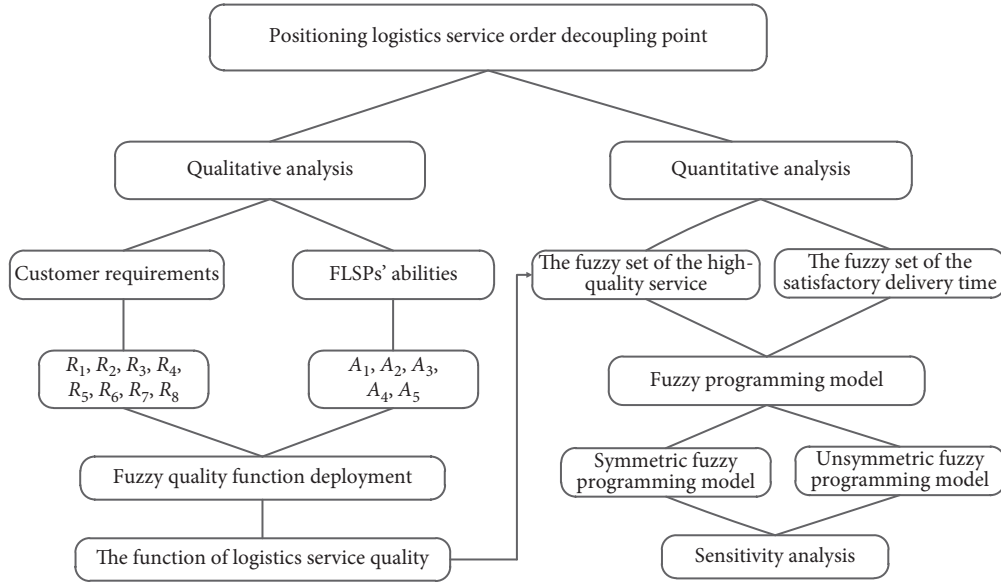 Positioning logistics service order decoupling point
Qualitative analysis
Quantitative analysis
Customer requirements
FLSPs' abilities
The fuzzy set of the high-
quality service
The fuzzy set of the
satisfactory delivery time
R1, R2, R3, R4,
R5, R6, R7, R8
A1, A2, A3,
A4, A5
Fuzzy programming model
Fuzzy quality function deployment
Symmetric fuzzy
programming model
Unsymmetric fuzzy
programming model
The function of logistics service quality
Sensitivity analysis